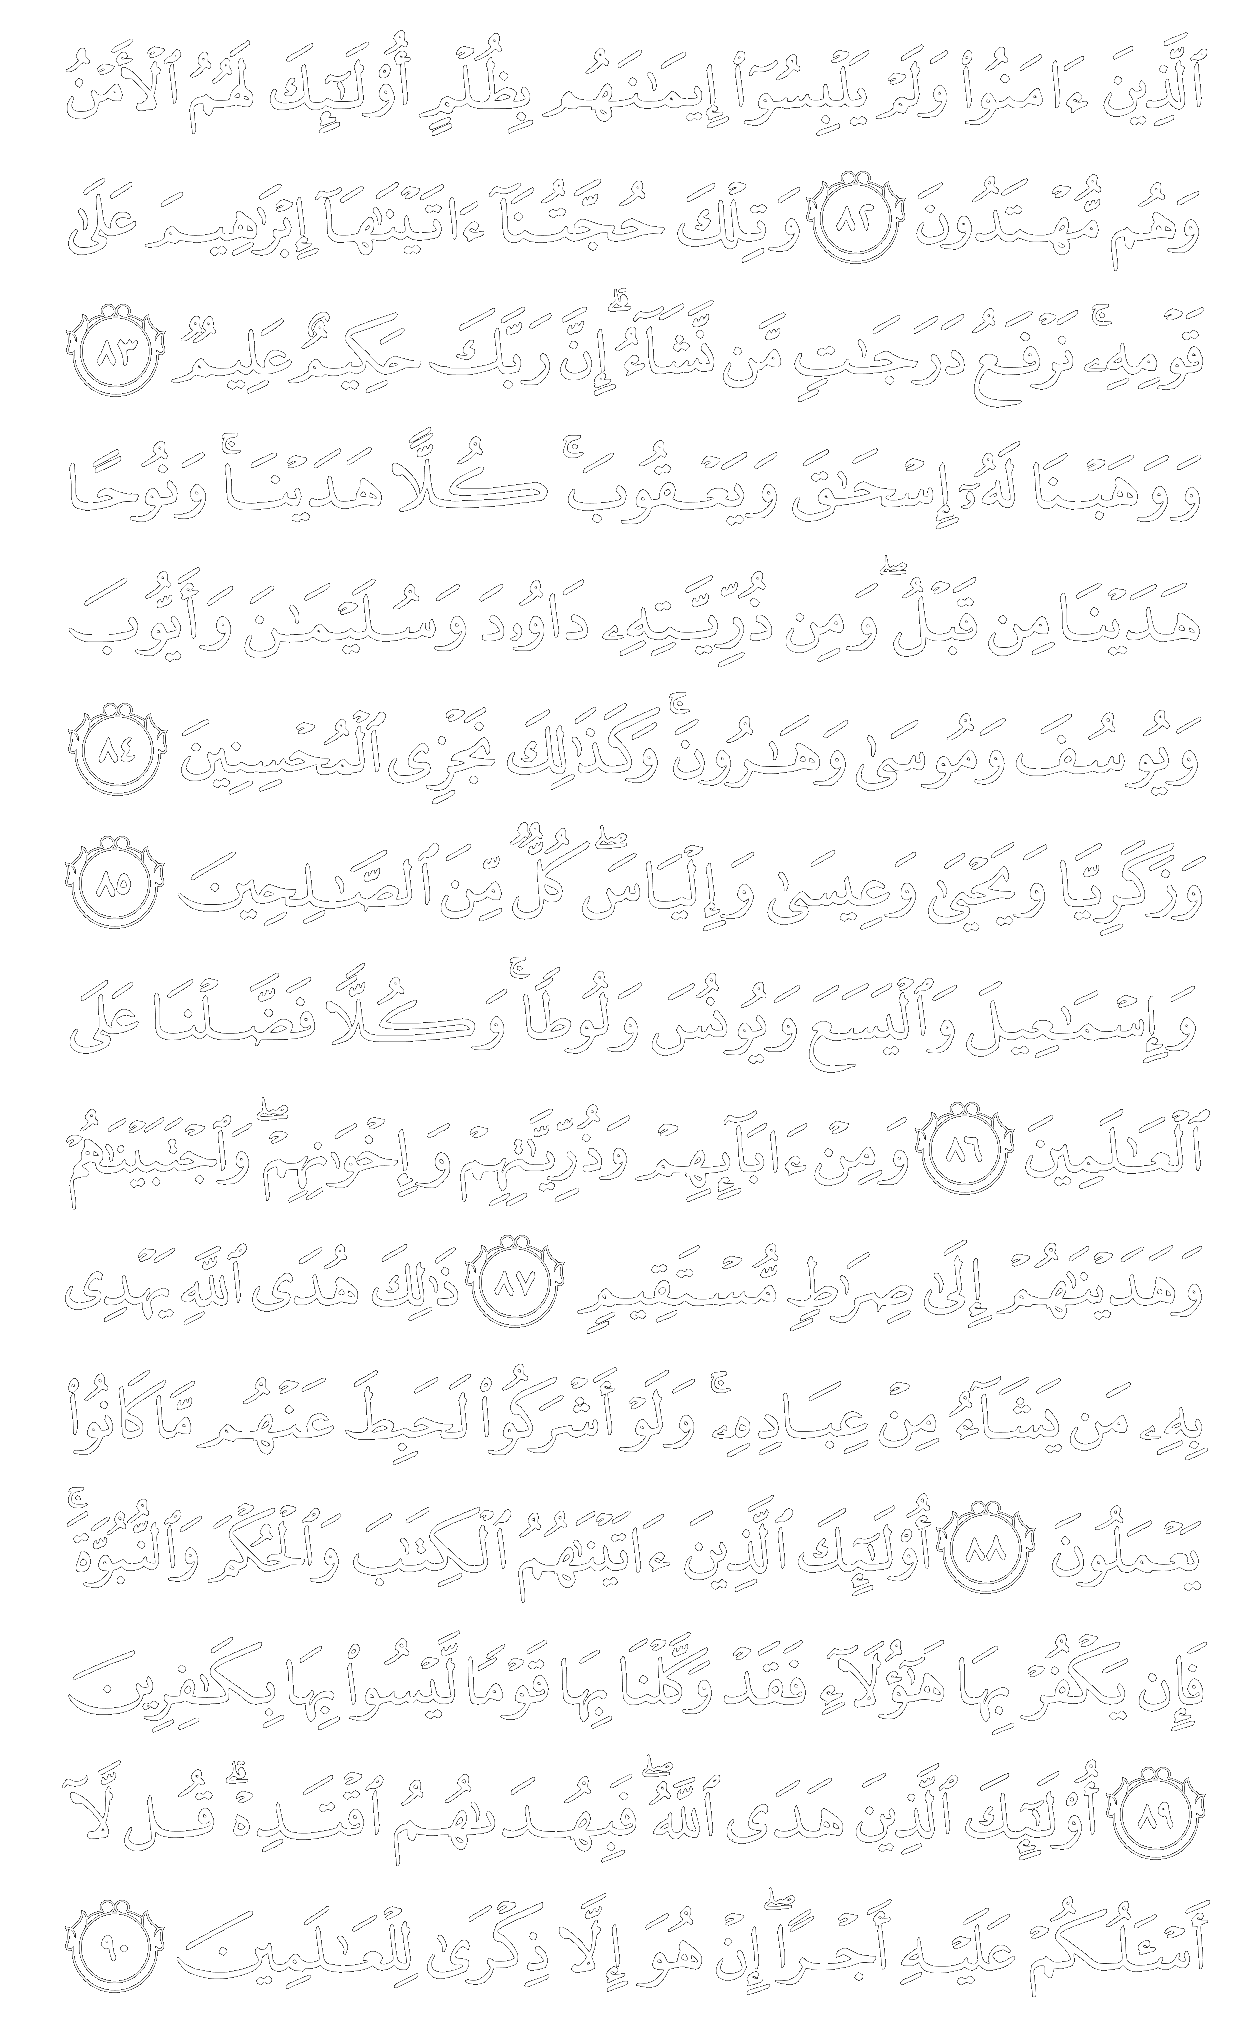 ٱلَّذِينَ ءَامَنُوا۟ وَلَمْ يَلْبِسُوٓا۟ إِيمَـٰنَهُم بِظُلْمٍ أُو۟لَـٰٓئِكَ لَهُمُ ٱلْأَمْنُ
وَهُم مُّهْتَدُونَ ٨٢ وَتِلْكَ حُجَّتُنَآ ءَاتَيْنَـٰهَآ إِبْرَٰهِيمَ عَلَىٰ
قَوْمِهِۦ ۚ نَرْفَعُ دَرَجَـٰتٍ مَّن نَّشَآءُ ۗ إِنَّ رَبَّكَ حَكِيمٌ عَلِيمٌ ٨٣
وَوَهَبْنَا لَهُۥٓ إِسْحَـٰقَ وَيَعْقُوبَ ۚ كُلًّا هَدَيْنَا ۚ وَنُوحًا
هَدَيْنَا مِن قَبْلُ ۖ وَمِن ذُرِّيَّتِهِۦ دَاوُۥدَ وَسُلَيْمَـٰنَ وَأَيُّوبَ
وَيُوسُفَ وَمُوسَىٰ وَهَـٰرُونَ ۚ وَكَذَٰلِكَ نَجْزِى ٱلْمُحْسِنِينَ ٨٤
وَزَكَرِيَّا وَيَحْيَىٰ وَعِيسَىٰ وَإِلْيَاسَ ۖ كُلٌّ مِّنَ ٱلصَّـٰلِحِينَ ٨٥
وَإِسْمَـٰعِيلَ وَٱلْيَسَعَ وَيُونُسَ وَلُوطًا ۚ وَكُلًّا فَضَّلْنَا عَلَى
ٱلْعَـٰلَمِينَ ٨٦ وَمِنْ ءَابَآئِهِمْ وَذُرِّيَّـٰتِهِمْ وَإِخْوَٰنِهِمْ ۖ وَٱجْتَبَيْنَـٰهُمْ
وَهَدَيْنَـٰهُمْ إِلَىٰ صِرَٰطٍ مُّسْتَقِيمٍ ٨٧ ذَٰلِكَ هُدَى ٱللَّهِ يَهْدِى
بِهِۦ مَن يَشَآءُ مِنْ عِبَادِهِۦ ۚ وَلَوْ أَشْرَكُوا۟ لَحَبِطَ عَنْهُم مَّا كَانُوا۟
يَعْمَلُونَ ٨٨ أُو۟لَـٰٓئِكَ ٱلَّذِينَ ءَاتَيْنَـٰهُمُ ٱلْكِتَـٰبَ وَٱلْحُكْمَ وَٱلنُّبُوَّةَ ۚ
فَإِن يَكْفُرْ بِهَا هَـٰٓؤُلَآءِ فَقَدْ وَكَّلْنَا بِهَا قَوْمًا لَّيْسُوا۟ بِهَا بِكَـٰفِرِينَ
٨٩ أُو۟لَـٰٓئِكَ ٱلَّذِينَ هَدَى ٱللَّهُ ۖ فَبِهُدَىٰهُمُ ٱقْتَدِهْ ۗ قُل لَّآ
أَسْـَٔلُكُمْ عَلَيْهِ أَجْرًا ۖ إِنْ هُوَ إِلَّا ذِكْرَىٰ لِلْعَـٰلَمِينَ ٩٠